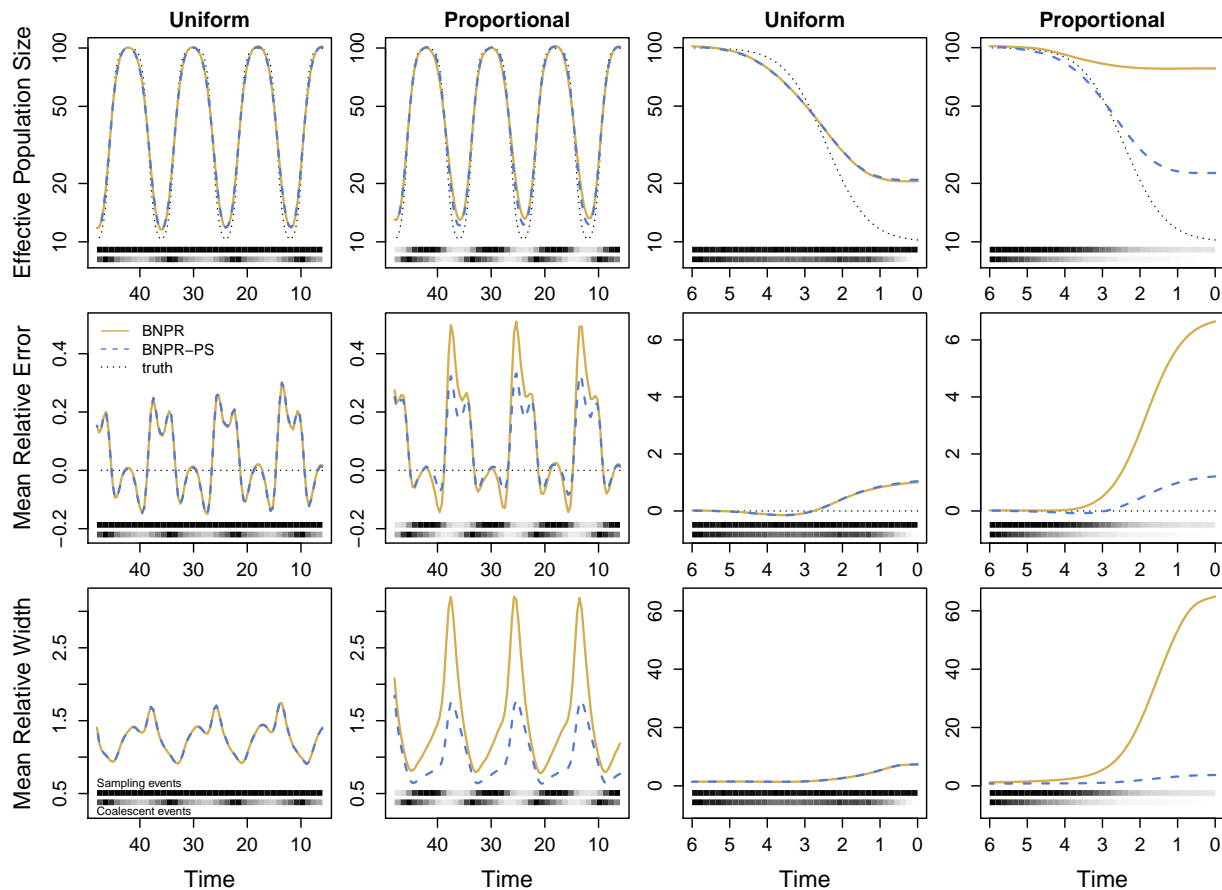 Uniform Proportional Uniform Proportional
Effective Population Size
100 50 20 10
100 50 20 10
100 50 20 10
100 50 20 10
40 30 20 10
40 30 20 10
6 5 4 3 2 1 0
6 5 4 3 2 1 0
Mean Relative Error
0.4 0.2 0.0 −0.2
BNPR
BNPR−PS
truth
0.4 0.2 0.0 −0.2
6 4 2 0
6 4 2 0
40 30 20 10
40 30 20 10
6 5 4 3 2 1 0
6 5 4 3 2 1 0
Mean Relative Width
2.5 1.5 0.5
Sampling events
Coalescent events
2.5 1.5 0.5
60 40 20 0
60 40 20 0
40 30 20 10
40 30 20 10
6 5 4 3 2 1 0
6 5 4 3 2 1 0
Time Time Time Time